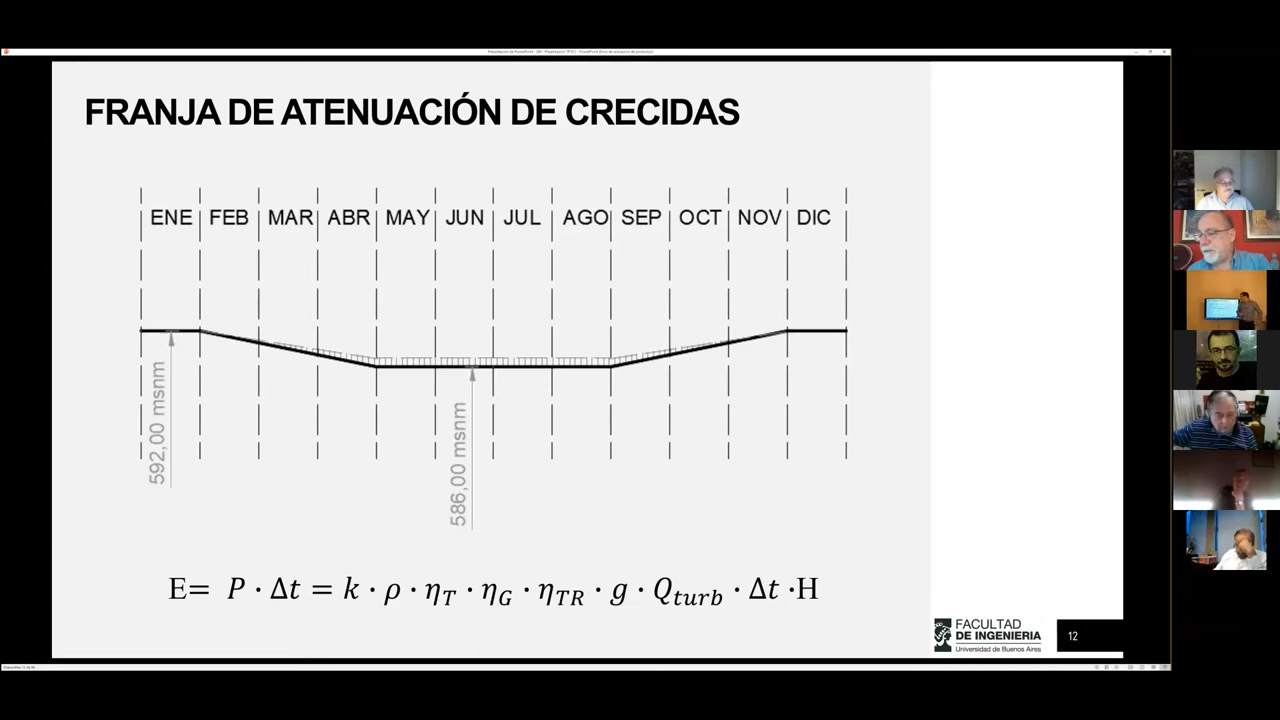 FRANJA DE ATENUACIÓN DE CRECIDAS
ENE FEB MAR ABR MAY JUN JUL AGO SEP OCT NOV DIC
592,00 msnm
586,00 msnm
E= P · Δt = k · ρ · η_T · η_G · η_TR · g · Q_turb · Δt ·H
FACULTAD
DE INGENIERIA
Universidad de Buenos Aires
12